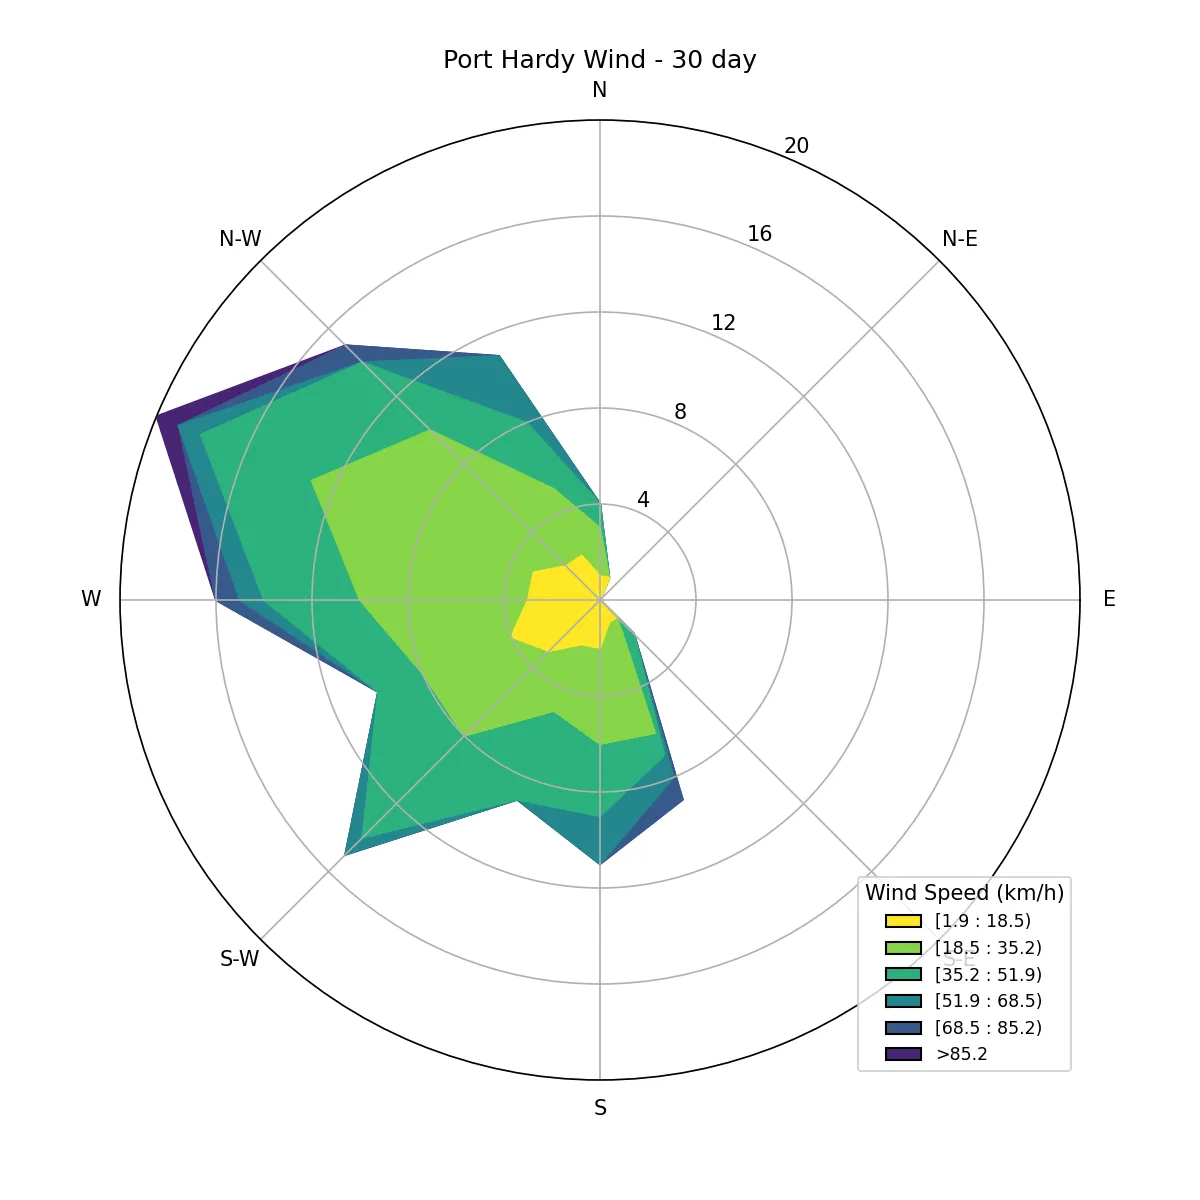 Port Hardy Wind - 30 day
N
20
N-W
16
N-E
12
8
4
W
E
S-W
S-E
Wind Speed (km/h)
[1.9 : 18.5)
[18.5 : 35.2)
[35.2 : 51.9)
[51.9 : 68.5)
[68.5 : 85.2)
>85.2
S